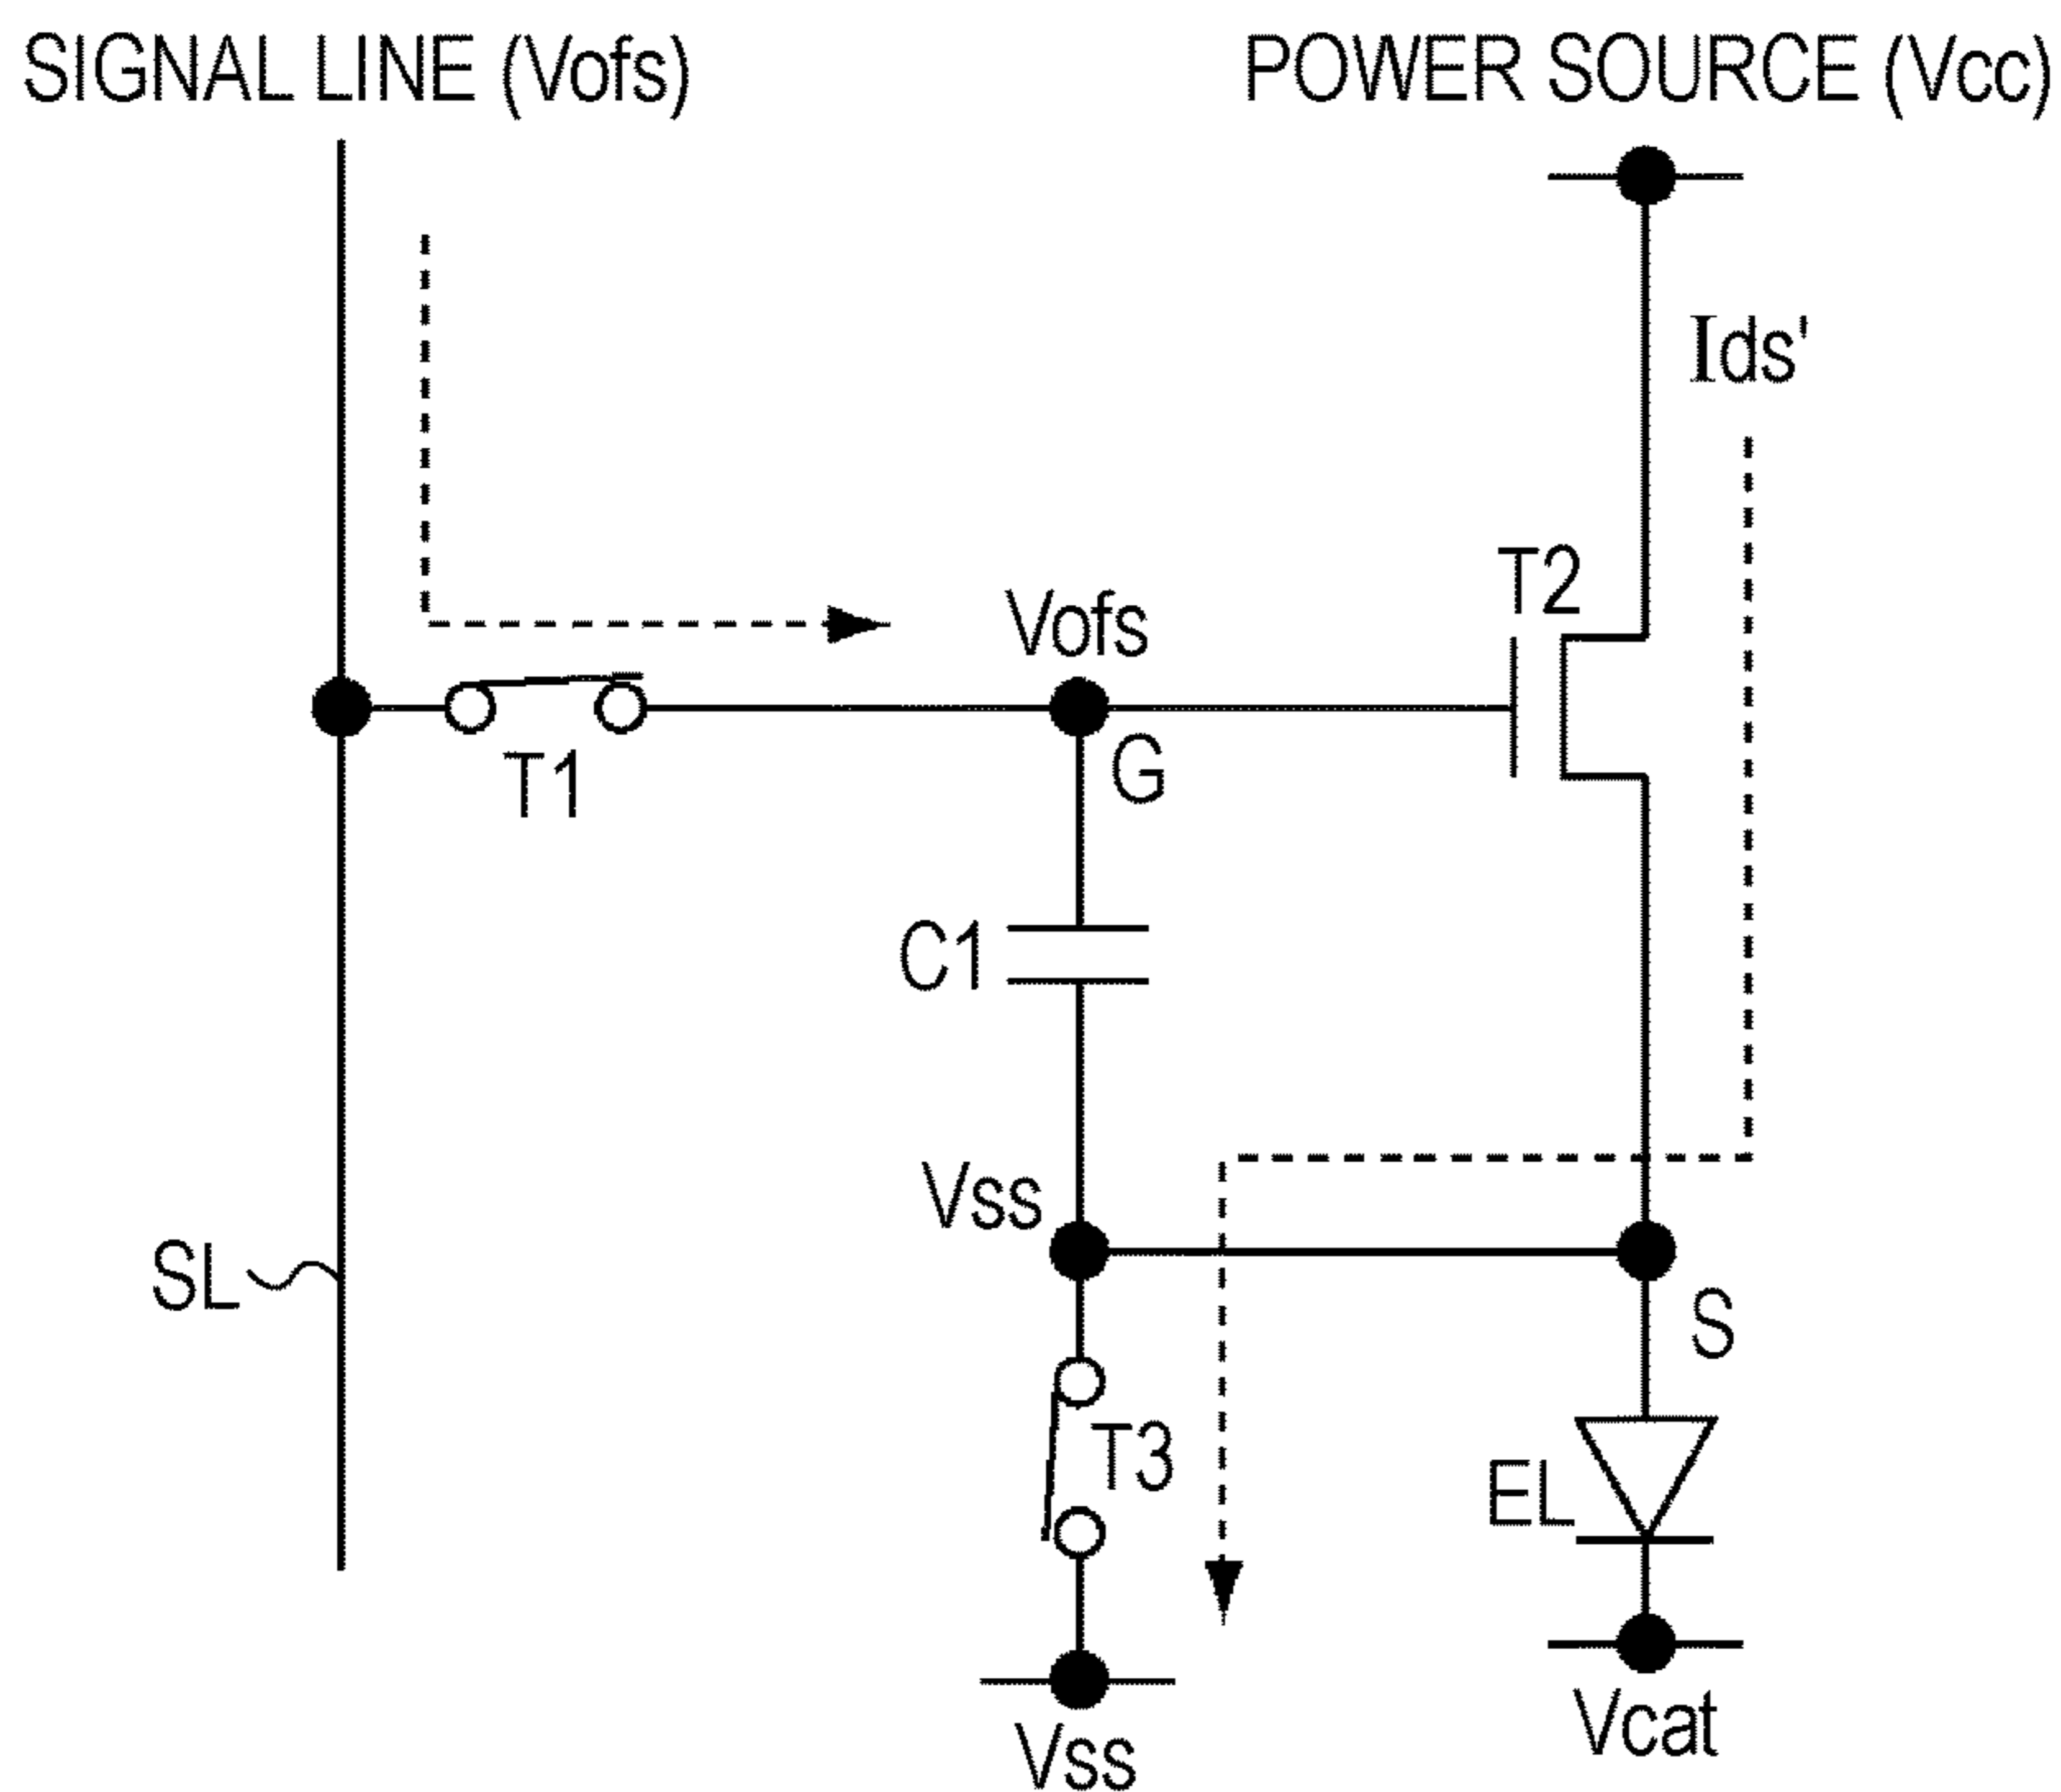 SIGNAL LINE (Vofs)
POWER SOURCE (Vcc)
Ids'
T2
Vofs
T1
G
C1
Vss
SL
S
T3
EL
Vcat
Vss